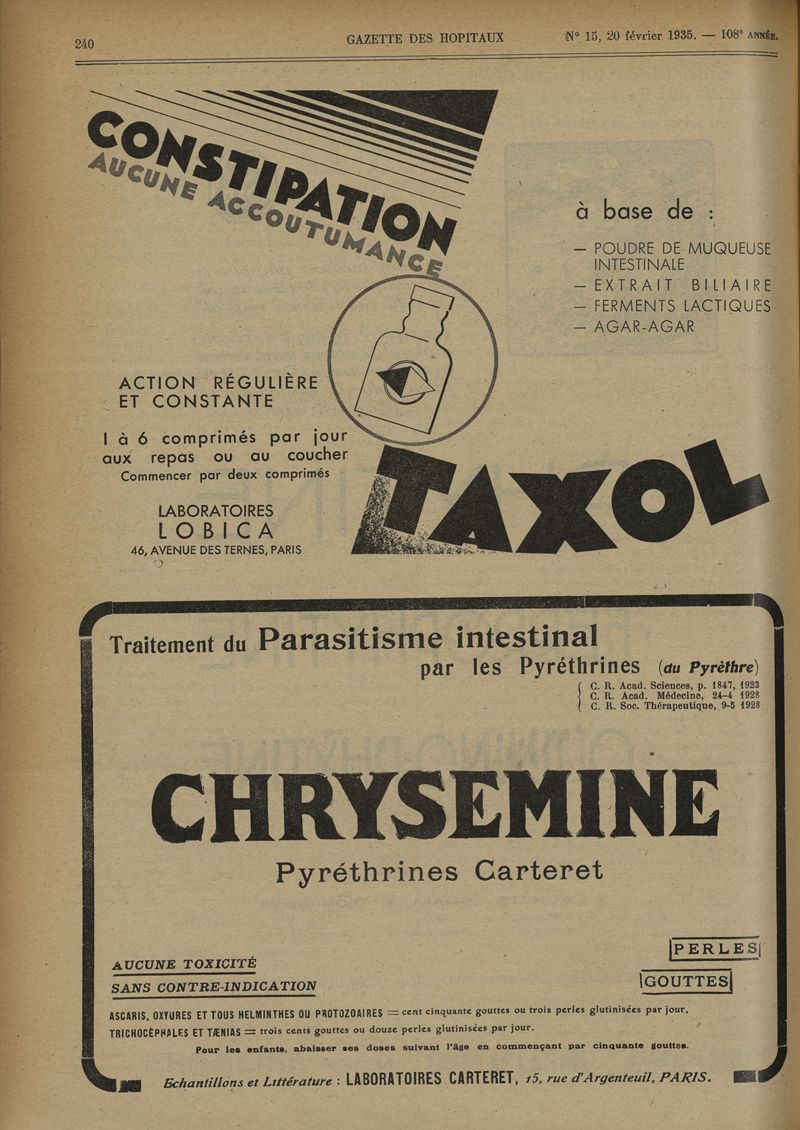 240
GAZETTE DES HOPITAUX
N° 15, 20 février 1935. — 108e ANNÉE.
CONSTIPATION
AUCUNE ACCOUTUMANCE
à base de :
— POUDRE DE MUQUEUSE
INTESTINALE
— EXTRAIT BILIAIRE
— FERMENTS LACTIQUES
— AGAR-AGAR
ACTION RÉGULIÈRE
ET CONSTANTE
1 à 6 comprimés par jour
aux repas ou au coucher
Commencer par deux comprimés
LABORATOIRES
LOBICA
46, AVENUE DES TERNES, PARIS
TAXOL
Traitement du Parasitisme intestinal
par les Pyréthrines (du Pyrèthre)
C. R. Acad. Sciences, p. 1847, 1923
C. R. Acad. Médecine, 24-4 1928
C. R. Soc. Thérapeutique, 9-5 1928
CHRYSEMINE
Pyréthrines Carteret
PERLES
AUCUNE TOXICITÉ
GOUTTES
SANS CONTRE-INDICATION
ASCARIS, OXYURES ET TOUS HELMINTHES OU PROTOZOAIRES = cent cinquante gouttes ou trois perles glutinisées par jour.
TRICHOCÉPHALES ET TÆNIAS = trois cents gouttes ou douze perles glutinisées par jour.
Pour les enfants, abaisser ses doses suivant l'âge en commençant par cinquante gouttes.
Echantillons et Littérature : LABORATOIRES CARTERET, 15, rue d'Argenteuil, PARIS.